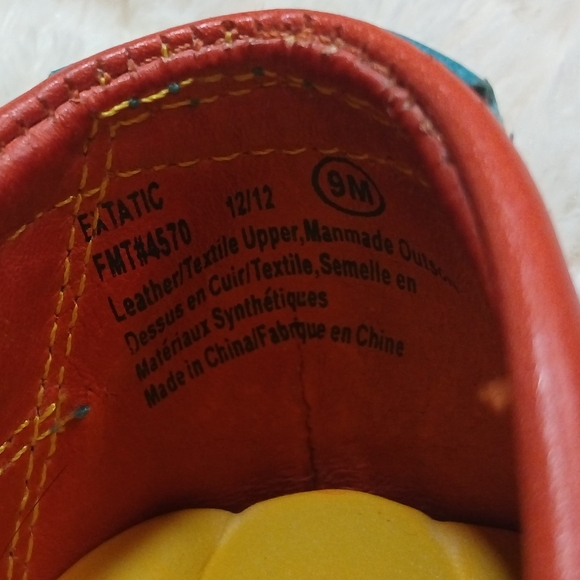 EXTATIC 12/12 9M
FMT#4570
Leather/Textile Upper,Manmade
Dessus en Cuir/Textile,Semelle en
Matériaux Synthétiques
Made in China/Fabrique en Chine